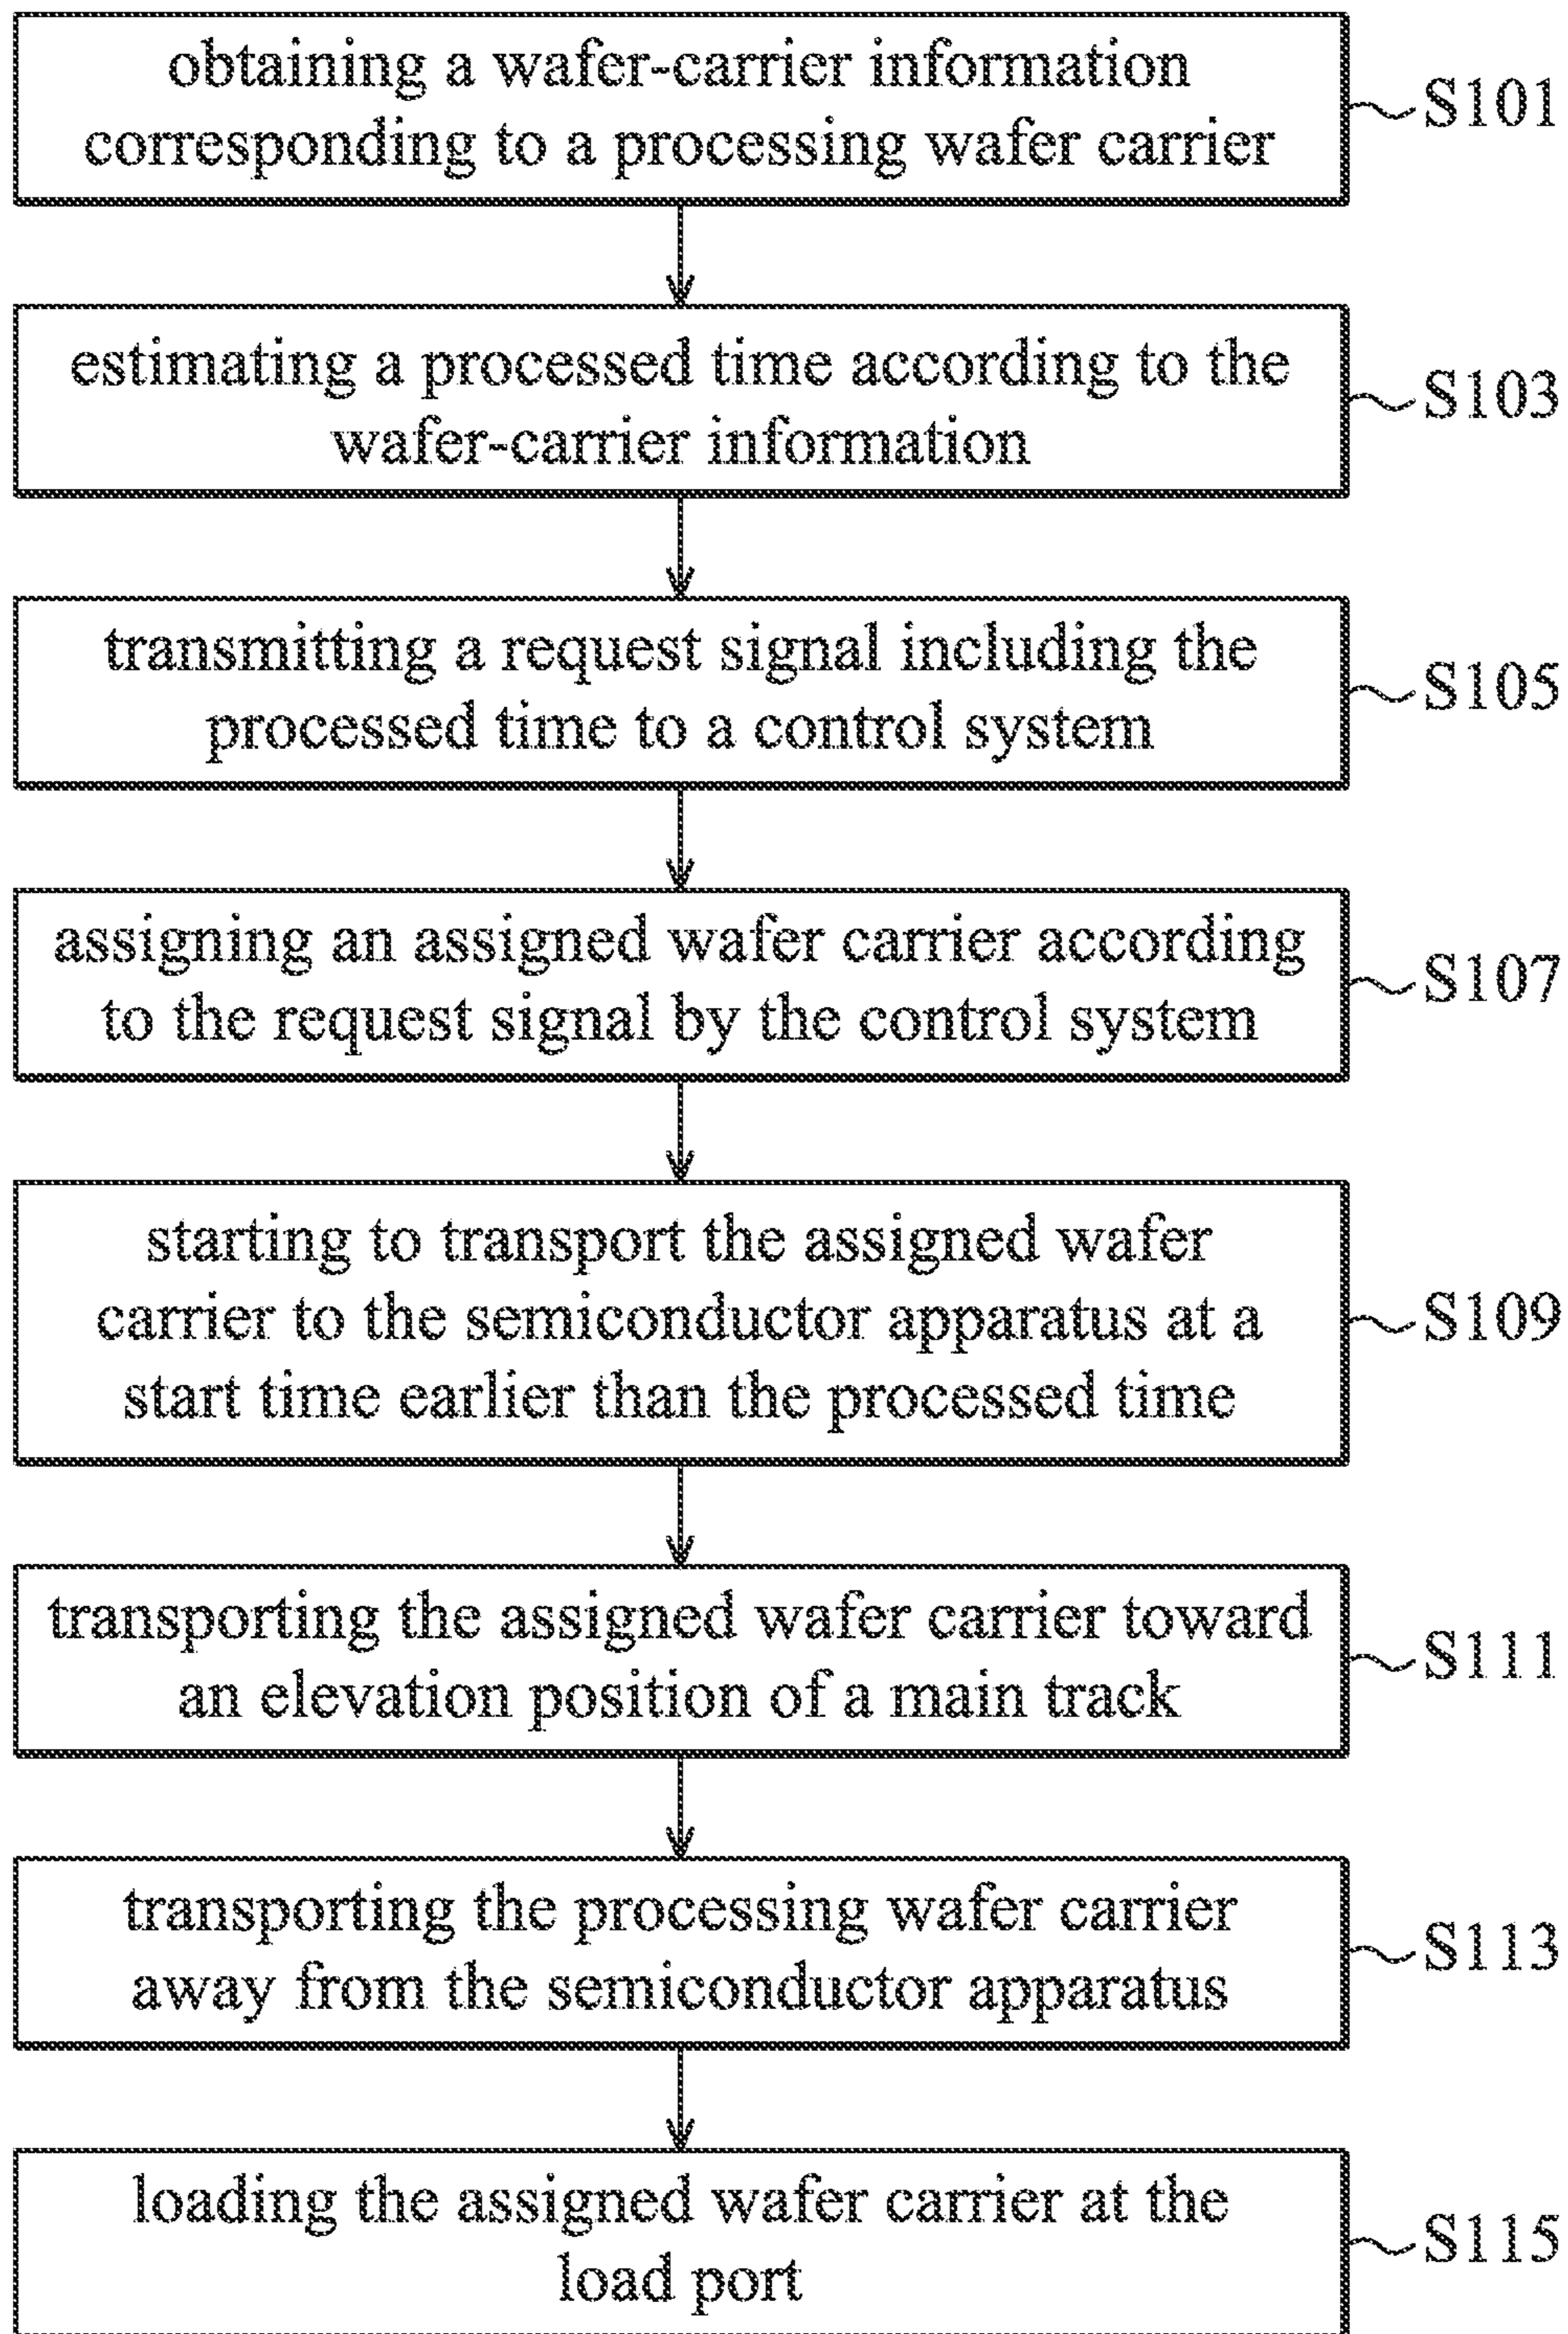 obtaining a wafer-carrier information
corresponding to a processing wafer carrier
S101
estimating a processed time according to the
wafer-carrier information
S103
transmitting a request signal including the
processed time to a control system
S105
assigning an assigned wafer carrier according
to the request signal by the control system
S107
starting to transport the assigned wafer
carrier to the semiconductor apparatus at a
start time earlier than the processed time
S109
transporting the assigned wafer carrier toward
an elevation position of a main track
S111
transporting the processing wafer carrier
away from the semiconductor apparatus
S113
loading the assigned wafer carrier at the
load port
S115